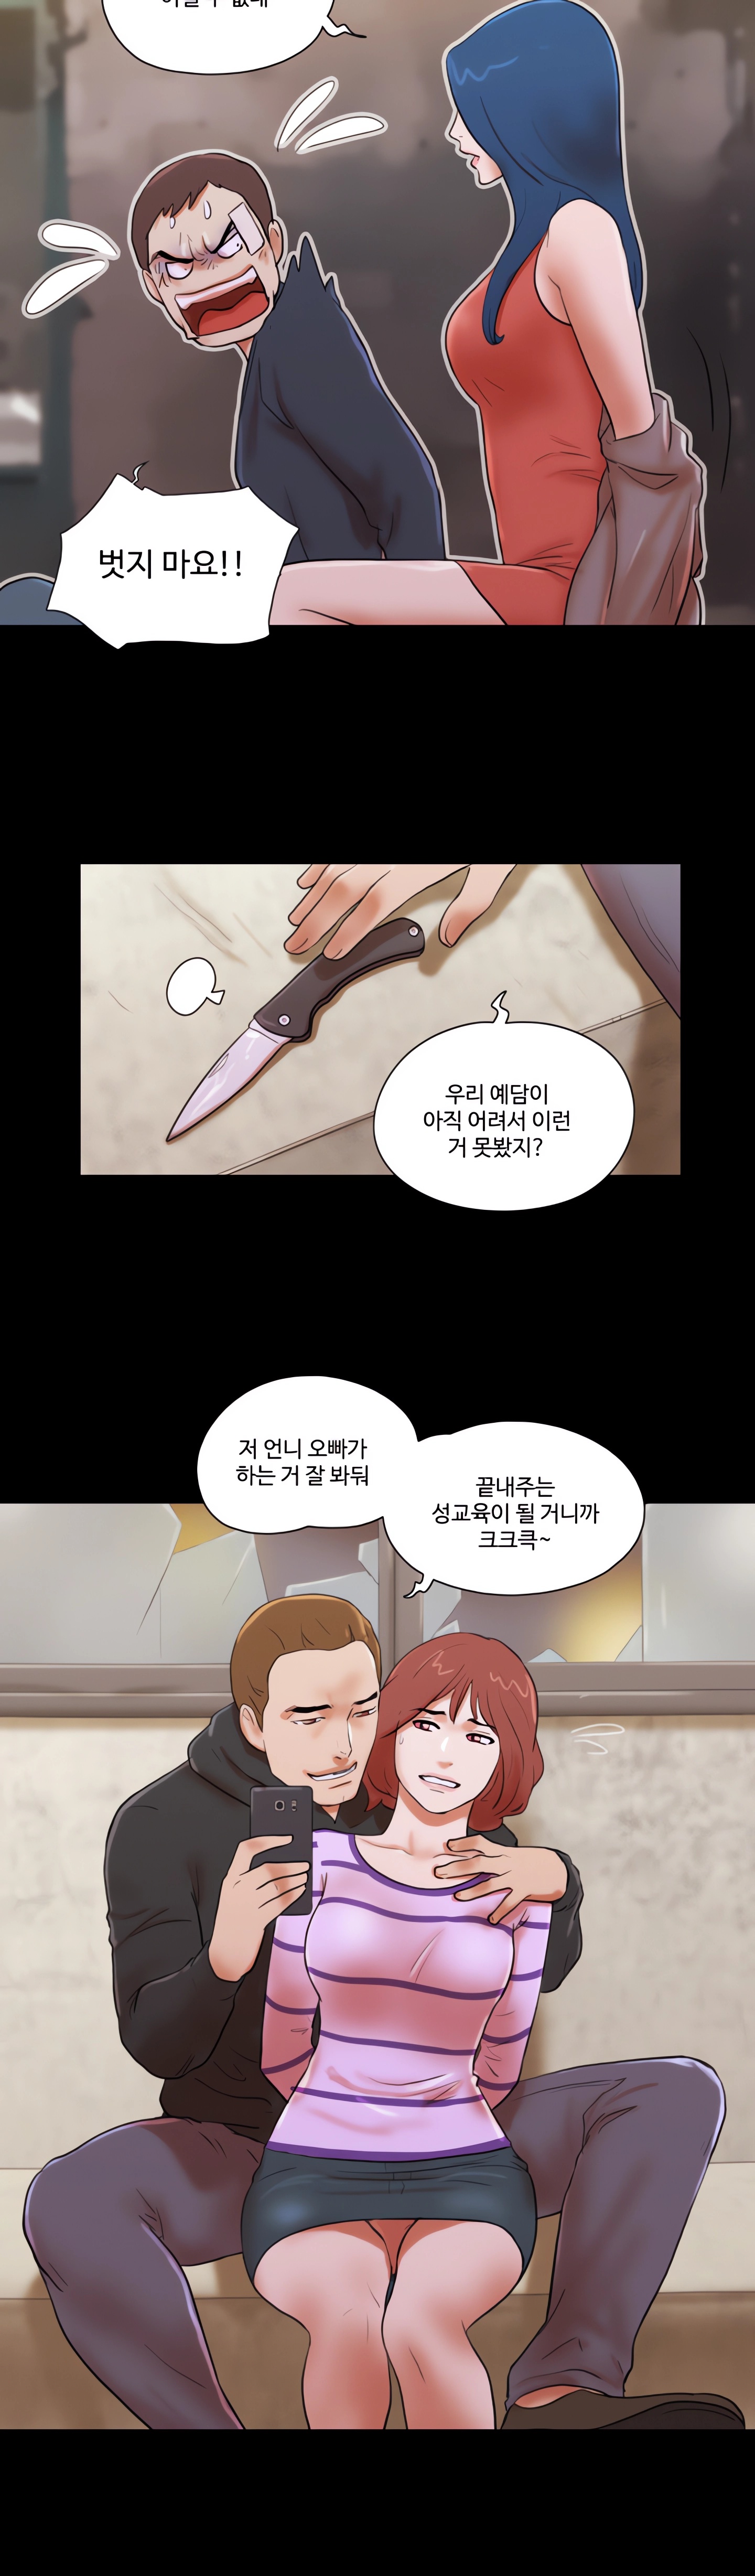 벗지 마요!!
우리 예담이
아직 어려서 이런
거 못봤지?
저 언니 오빠가
하는 거 잘 봐둬
끝내주는
성교육이 될 거니까
크크큭~